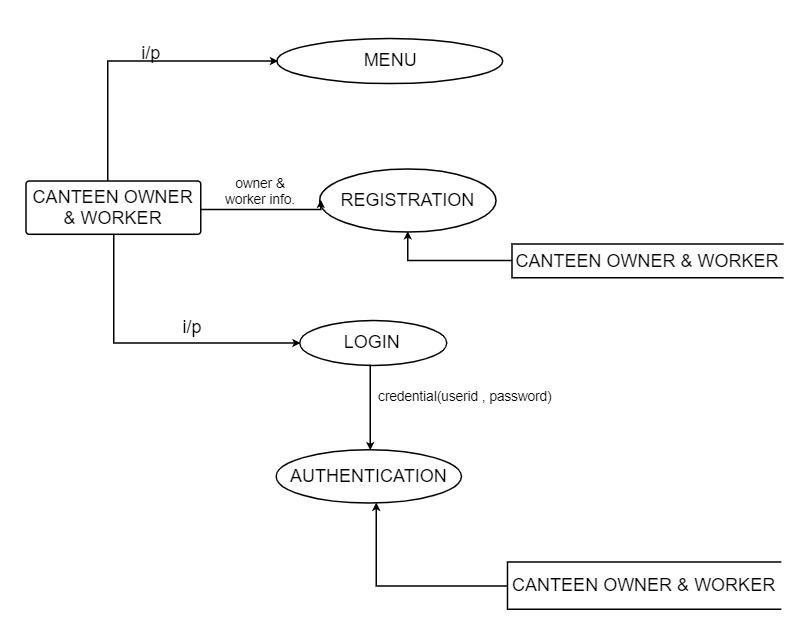 i/p
MENU
owner &
worker info.
CANTEEN OWNER
& WORKER
REGISTRATION
CANTEEN OWNER & WORKER
i/p
LOGIN
credential(userid , password)
AUTHENTICATION
CANTEEN OWNER & WORKER